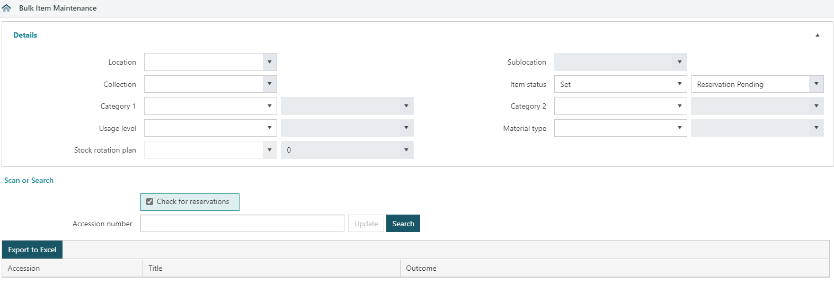 Bulk Item Maintenance
Details
Location
Sublocation
Collection
Item status Set Reservation Pending
Category 1
Category 2
Usage level
Material type
Stock rotation plan 0
Scan or Search
Check for reservations
Accession number Update Search
Export to Excel
Accession Title Outcome